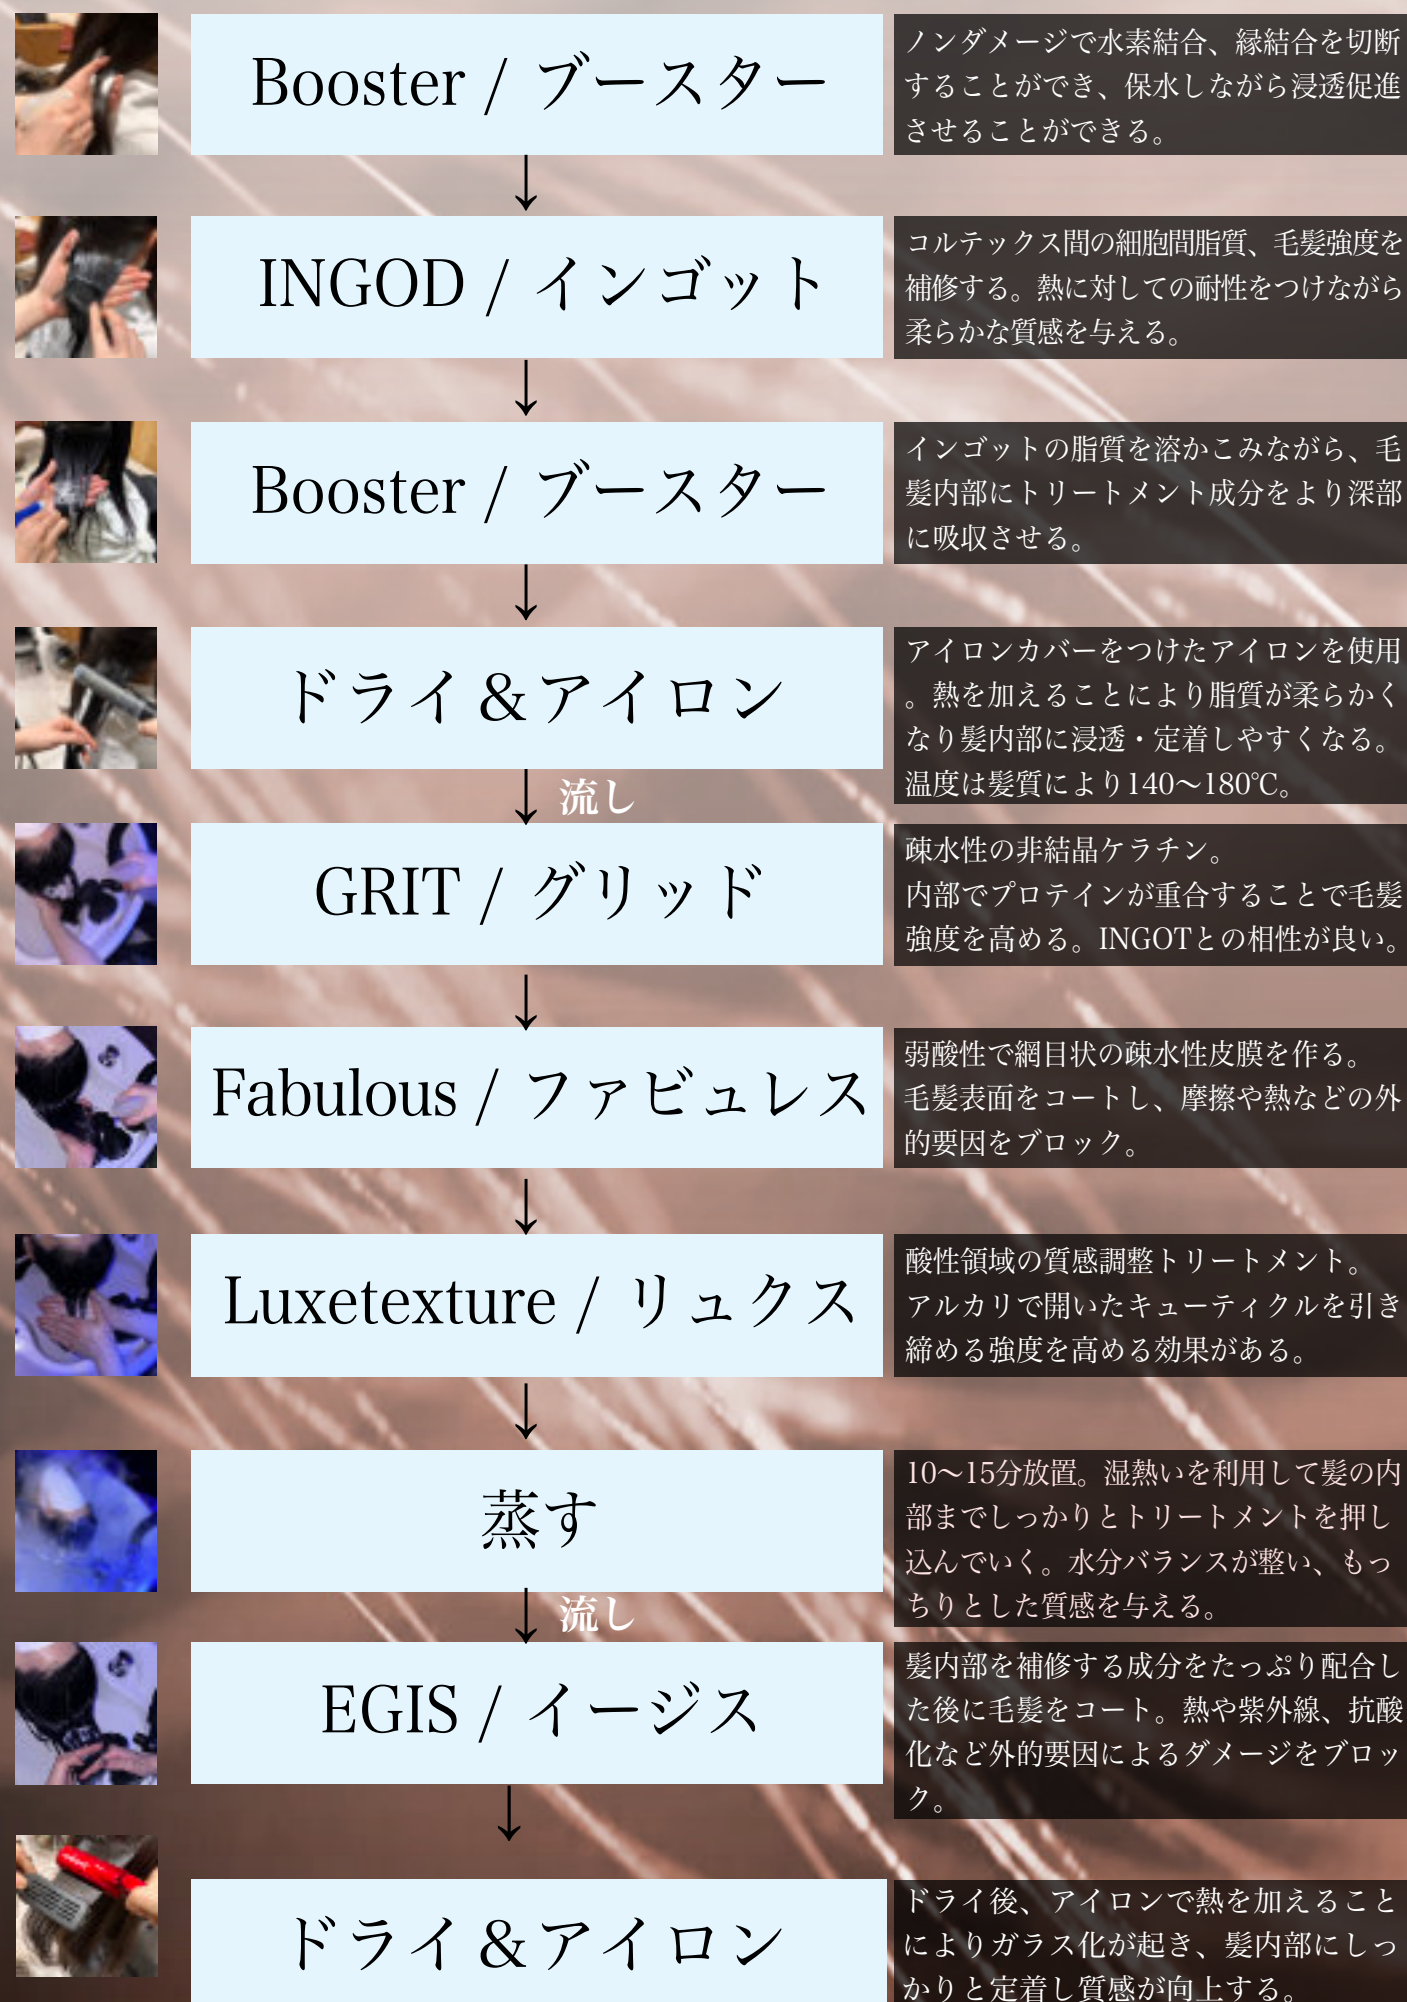 Booster / ブースター
ノンダメージで水素結合、縁結合を切断
することができ、保水しながら浸透促進
させることができる。
↓
INGOD / インゴット
コルテックス間の細胞間脂質、毛髪強度を
補修する。熱に対しての耐性をつけながら
柔らかな質感を与える。
↓
Booster / ブースター
インゴットの脂質を溶かこみながら、毛
髪内部にトリートメント成分をより深部
に吸収させる。
↓
ドライ＆アイロン
アイロンカバーをつけたアイロンを使用
。熱を加えることにより脂質が柔らかく
なり髪内部に浸透・定着しやすくなる。
温度は髪質により140〜180℃。
↓ 流し
GRIT / グリッド
疎水性の非結晶ケラチン。
内部でプロテインが重合することで毛髪
強度を高める。INGOTとの相性が良い。
↓
Fabulous / ファビュレス
弱酸性で網目状の疎水性皮膜を作る。
毛髪表面をコートし、摩擦や熱などの外
的要因をブロック。
↓
Luxetexture / リュクス
酸性領域の質感調整トリートメント。
アルカリで開いたキューティクルを引き
締める強度を高める効果がある。
↓
蒸す
10〜15分放置。湿熱いを利用して髪の内
部までしっかりとトリートメントを押し
込んでいく。水分バランスが整い、もっ
ちりとした質感を与える。
↓ 流し
EGIS / イージス
髪内部を補修する成分をたっぷり配合し
た後に毛髪をコート。熱や紫外線、抗酸
化など外的要因によるダメージをブロッ
ク。
↓
ドライ＆アイロン
ドライ後、アイロンで熱を加えること
によりガラス化が起き、髪内部にしっ
かりと定着し質感が向上する。